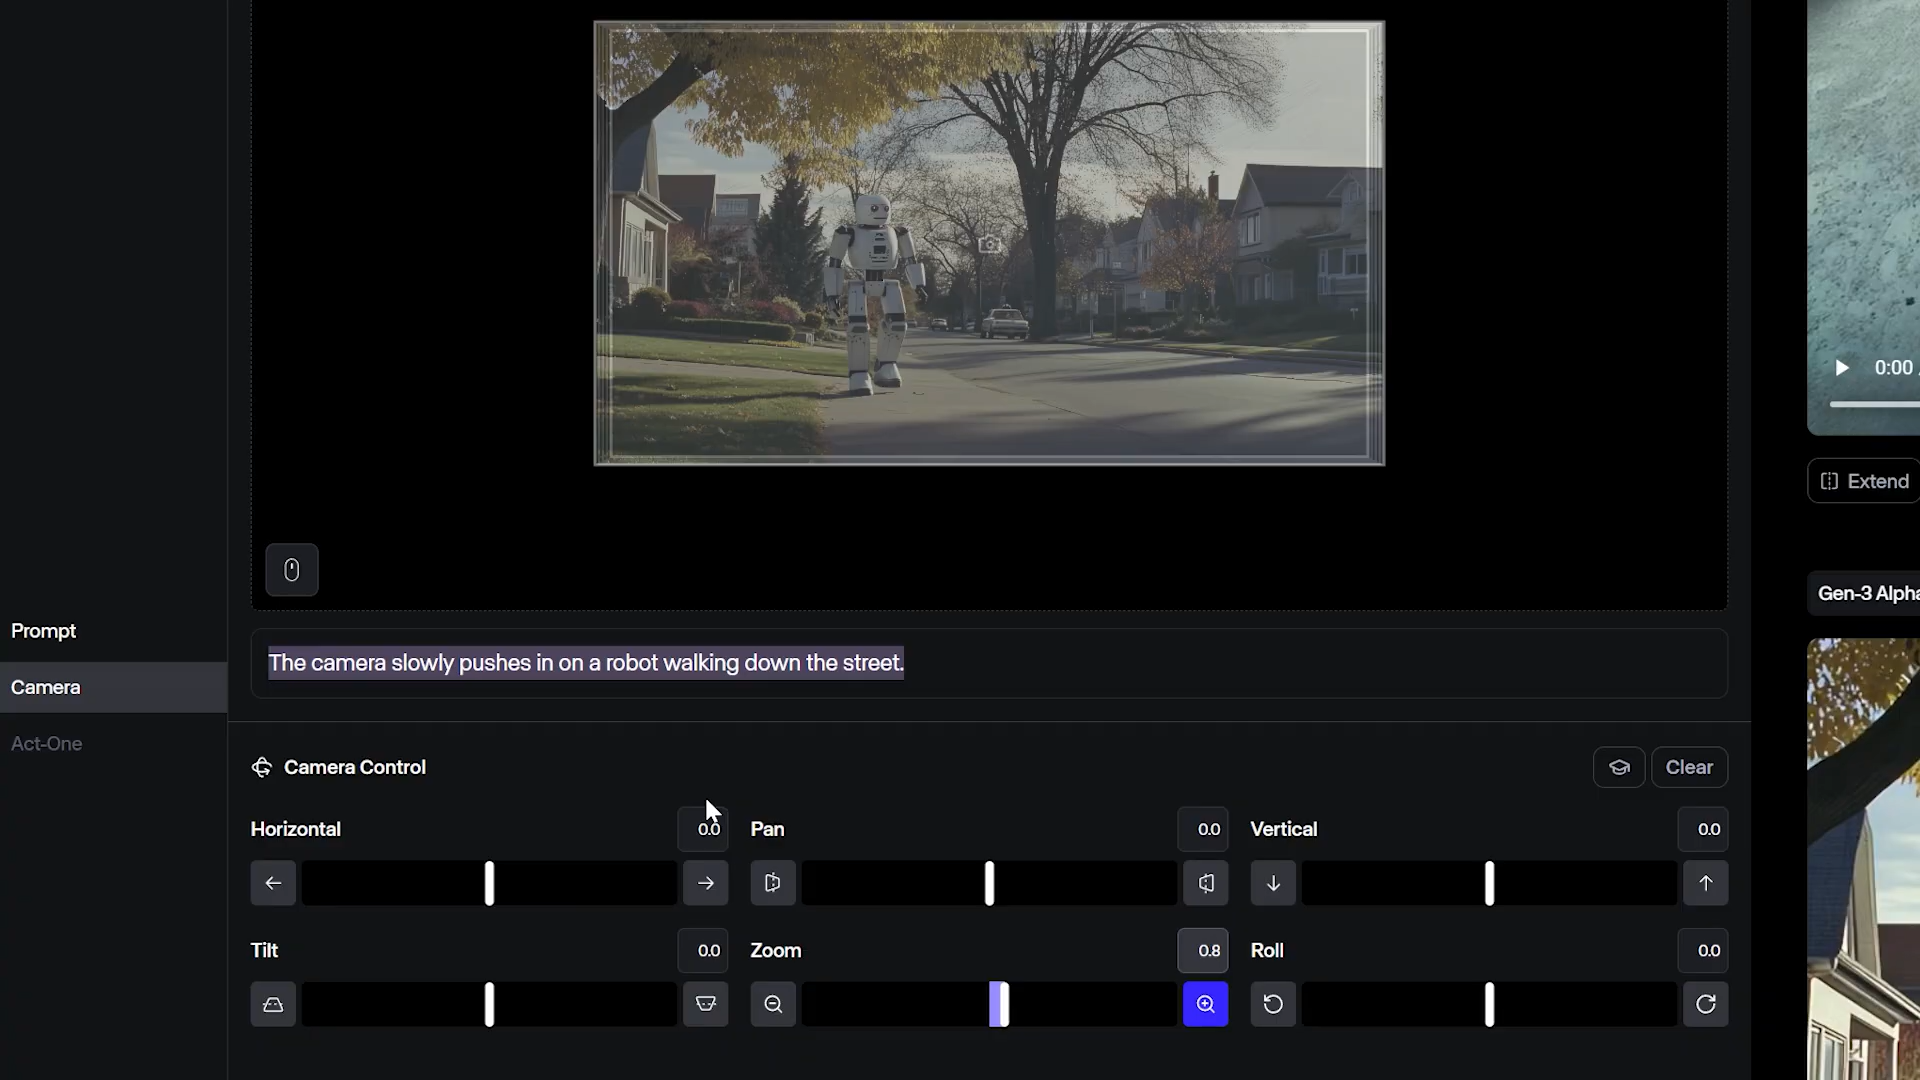 0:00
Extend
Gen-3 Alpha
Prompt
The camera slowly pushes in on a robot walking down the street.
Camera
Act-One
Camera Control
Clear
Horizontal
0.0
Pan
0.0
Vertical
0.0
Tilt
0.0
Zoom
0.8
Roll
0.0